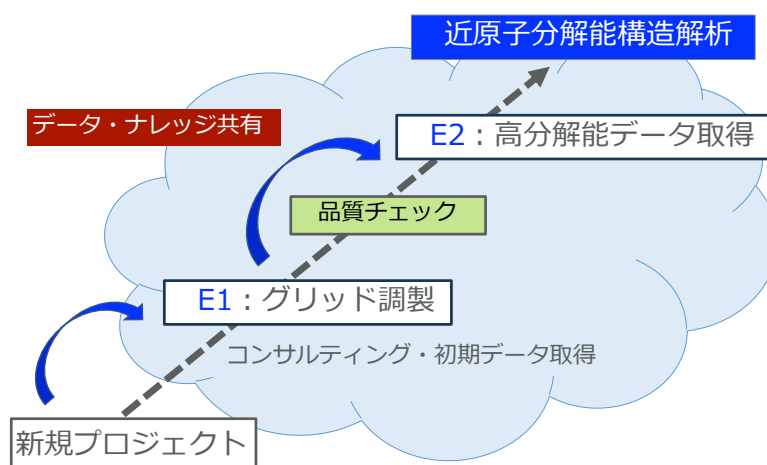 近原子分解能構造解析
データ・ナレッジ共有
E2：高分解能データ取得
品質チェック
E1：グリッド調製
コンサルティング・初期データ取得
新規プロジェクト